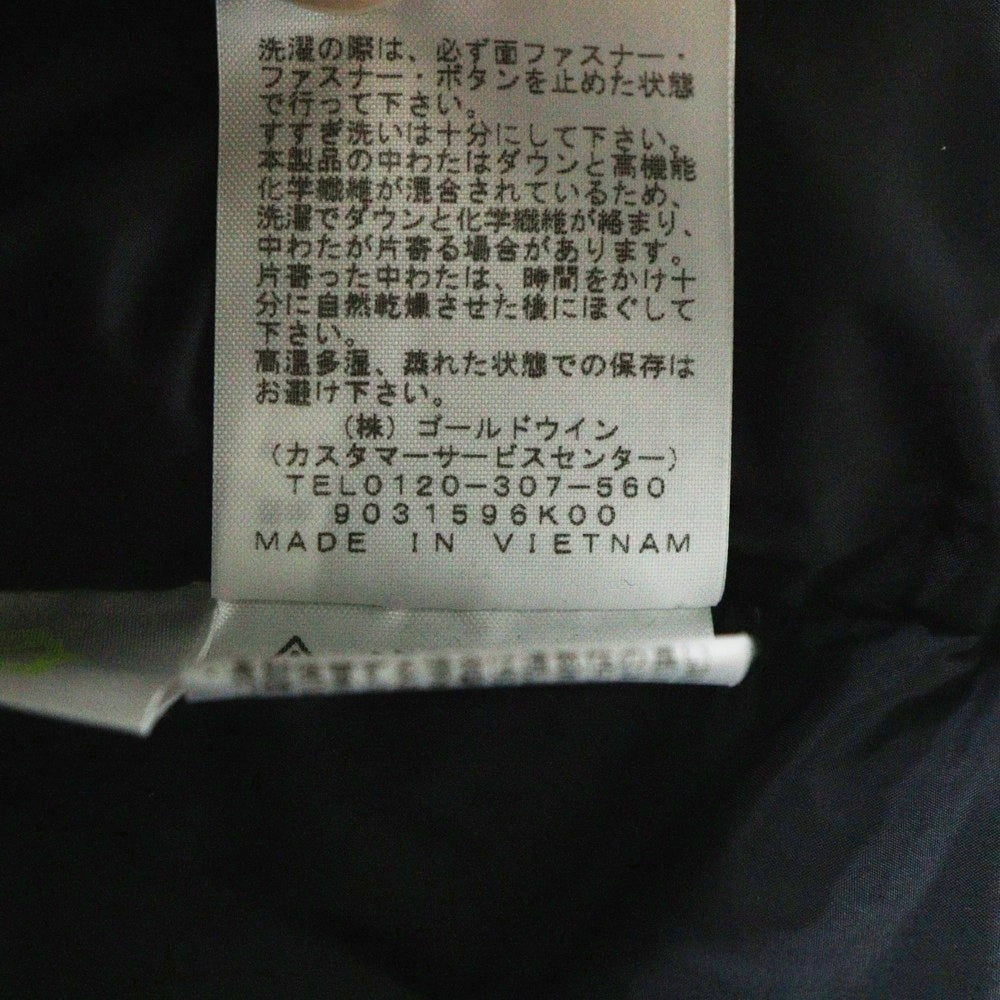 洗濯の際は、必ず面ファスナー・
ファスナー・ボタンを止めた状態
で行って下さい。
すすぎ洗いは十分にして下さい。
本製品の中わたはダウンと高機能
化学繊維が混合されているため、
洗濯でダウンと化学繊維が絡まり、
中わたが片寄る場合があります。
片寄った中わたは、時間をかけ十
分に自然乾燥させた後にほぐして
下さい。
高温多湿、蒸れた状態での保存は
お避け下さい。
(株)ゴールドウイン
(カスタマーサービスセンター)
TEL0120-307-560
9031596K00
MADE IN VIETNAM